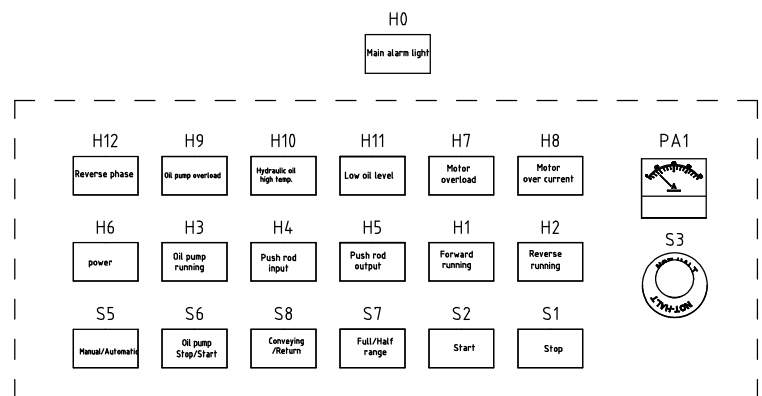 H0
Main alarm light
H12 H9 H10 H11 H7 H8 PA1
Reverse phase
Oil pump overload
Hydraulic oil
high temp.
Low oil level
Motor
overload
Motor
over current
H6 H3 H4 H5 H1 H2 S3
power
Oil pump
running
Push rod
input
Push rod
output
Forward
running
Reverse
running
NOT-HALT
S5 S6 S8 S7 S2 S1
Manual/Automatic
Oil pump
Stop/Start
Conveying
/Return
Full/Half
range
Start
Stop